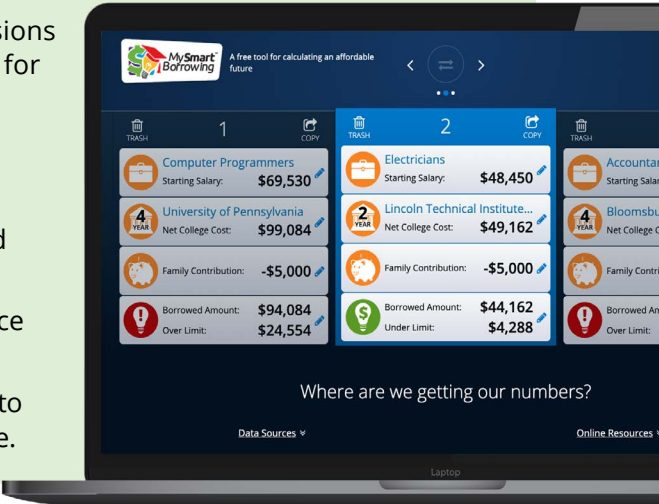 sions
for
d
ce
to
e.
MySmart
Borrowing
A free tool for calculating an affordable
future
TRASH
1
COPY
Computer Programmers
Starting Salary: $69,530
4
YEAR
University of Pennsylvania
Net College Cost: $99,084
Family Contribution: -$5,000
Borrowed Amount: $94,084
Over Limit: $24,554
TRASH
2
COPY
Electricians
Starting Salary: $48,450
2
YEAR
Lincoln Technical Institute...
Net College Cost: $49,162
Family Contribution: -$5,000
$
Borrowed Amount: $44,162
Under Limit: $4,288
TRASH
Accountan
Starting Salar
4
YEAR
Bloomsbu
Net College C
Family Contri
Borrowed Am
Over Limit:
Where are we getting our numbers?
Data Sources
Online Resources
Laptop